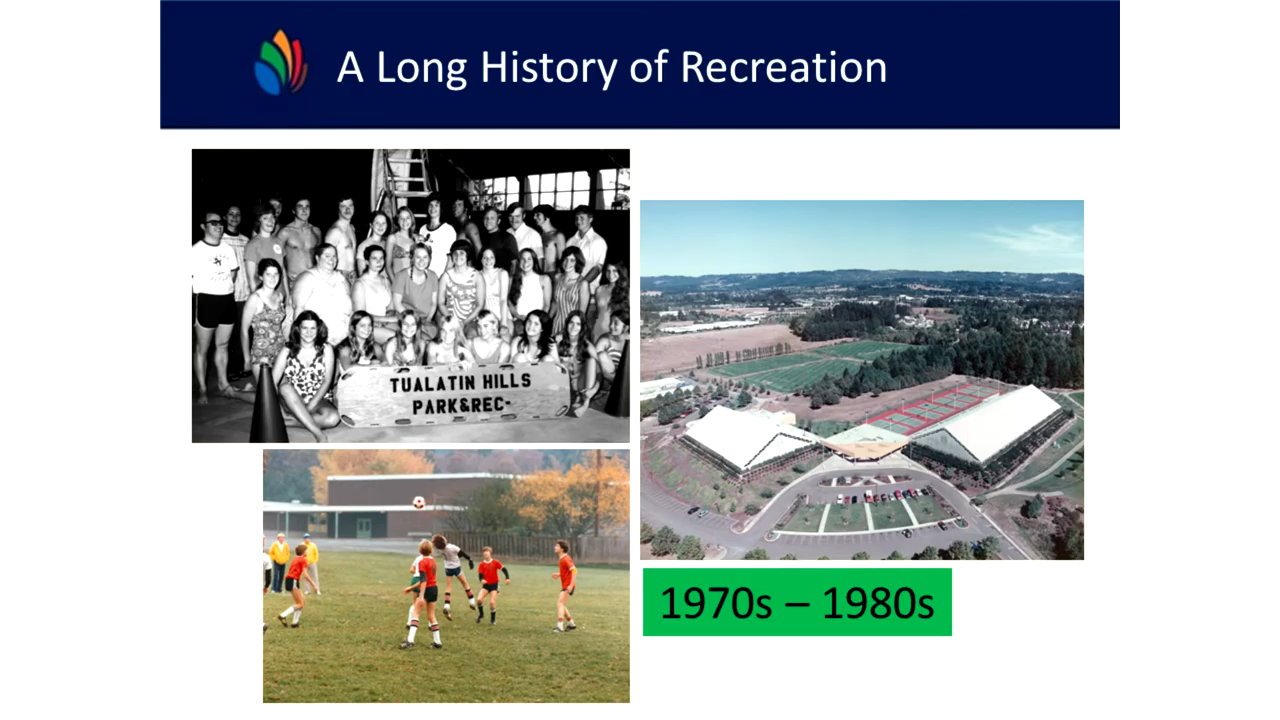 A Long History of Recreation
TUALATIN HILLS
PARK&REC-
1970s – 1980s